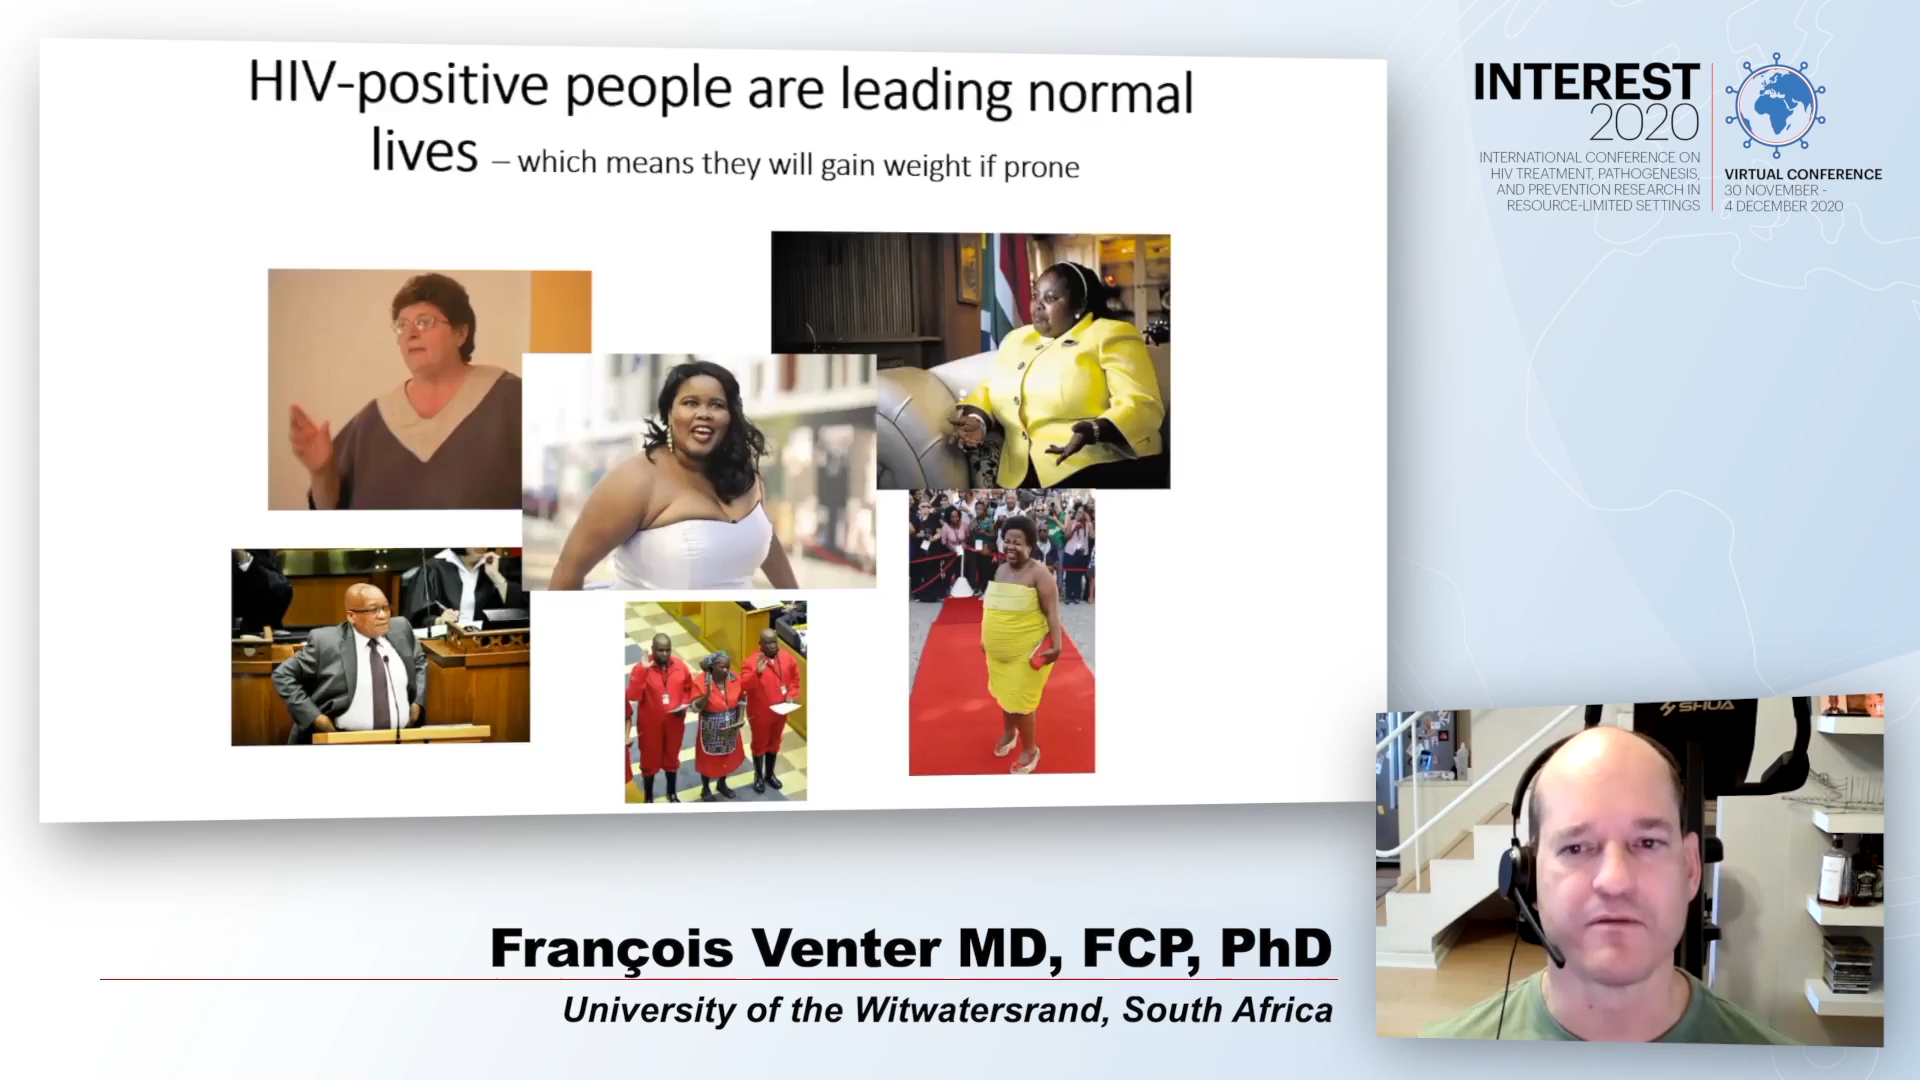 HIV-positive people are leading normal
lives – which means they will gain weight if prone
INTEREST
2020
INTERNATIONAL CONFERENCE ON
HIV TREATMENT, PATHOGENESIS,
AND PREVENTION RESEARCH IN
RESOURCE-LIMITED SETTINGS
VIRTUAL CONFERENCE
30 NOVEMBER -
4 DECEMBER 2020
SHUA
François Venter MD, FCP, PhD
University of the Witwatersrand, South Africa